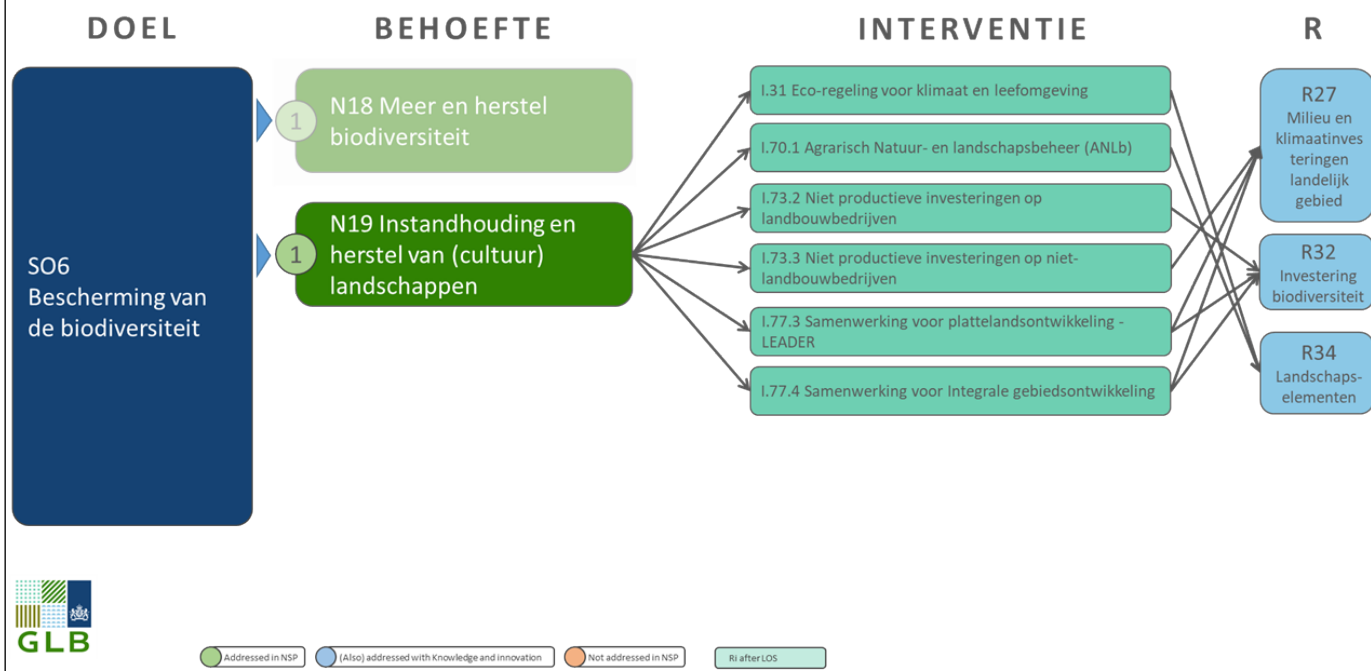 DOEL
BEHOEFTE
INTERVENTIE
R
SO6
Bescherming van
de biodiversiteit
1
N18 Meer en herstel
biodiversiteit
1
N19 Instandhouding en
herstel van (cultuur)
landschappen
I.31 Eco-regeling voor klimaat en leefomgeving
I.70.1 Agrarisch Natuur- en landschapsbeheer (ANLb)
I.73.2 Niet productieve investeringen op
landbouwbedrijven
I.73.3 Niet productieve investeringen op niet-
landbouwbedrijven
I.77.3 Samenwerking voor plattelandsontwikkeling -
LEADER
I.77.4 Samenwerking voor Integrale gebiedsontwikkeling
R27
Milieu en
klimaatinves
teringen
landelijk
gebied
R32
Investering
biodiversiteit
R34
Landschaps-
elementen
GLB
Addressed in NSP
(Also) addressed with Knowledge and innovation
Not addressed in NSP
Ri after LOS